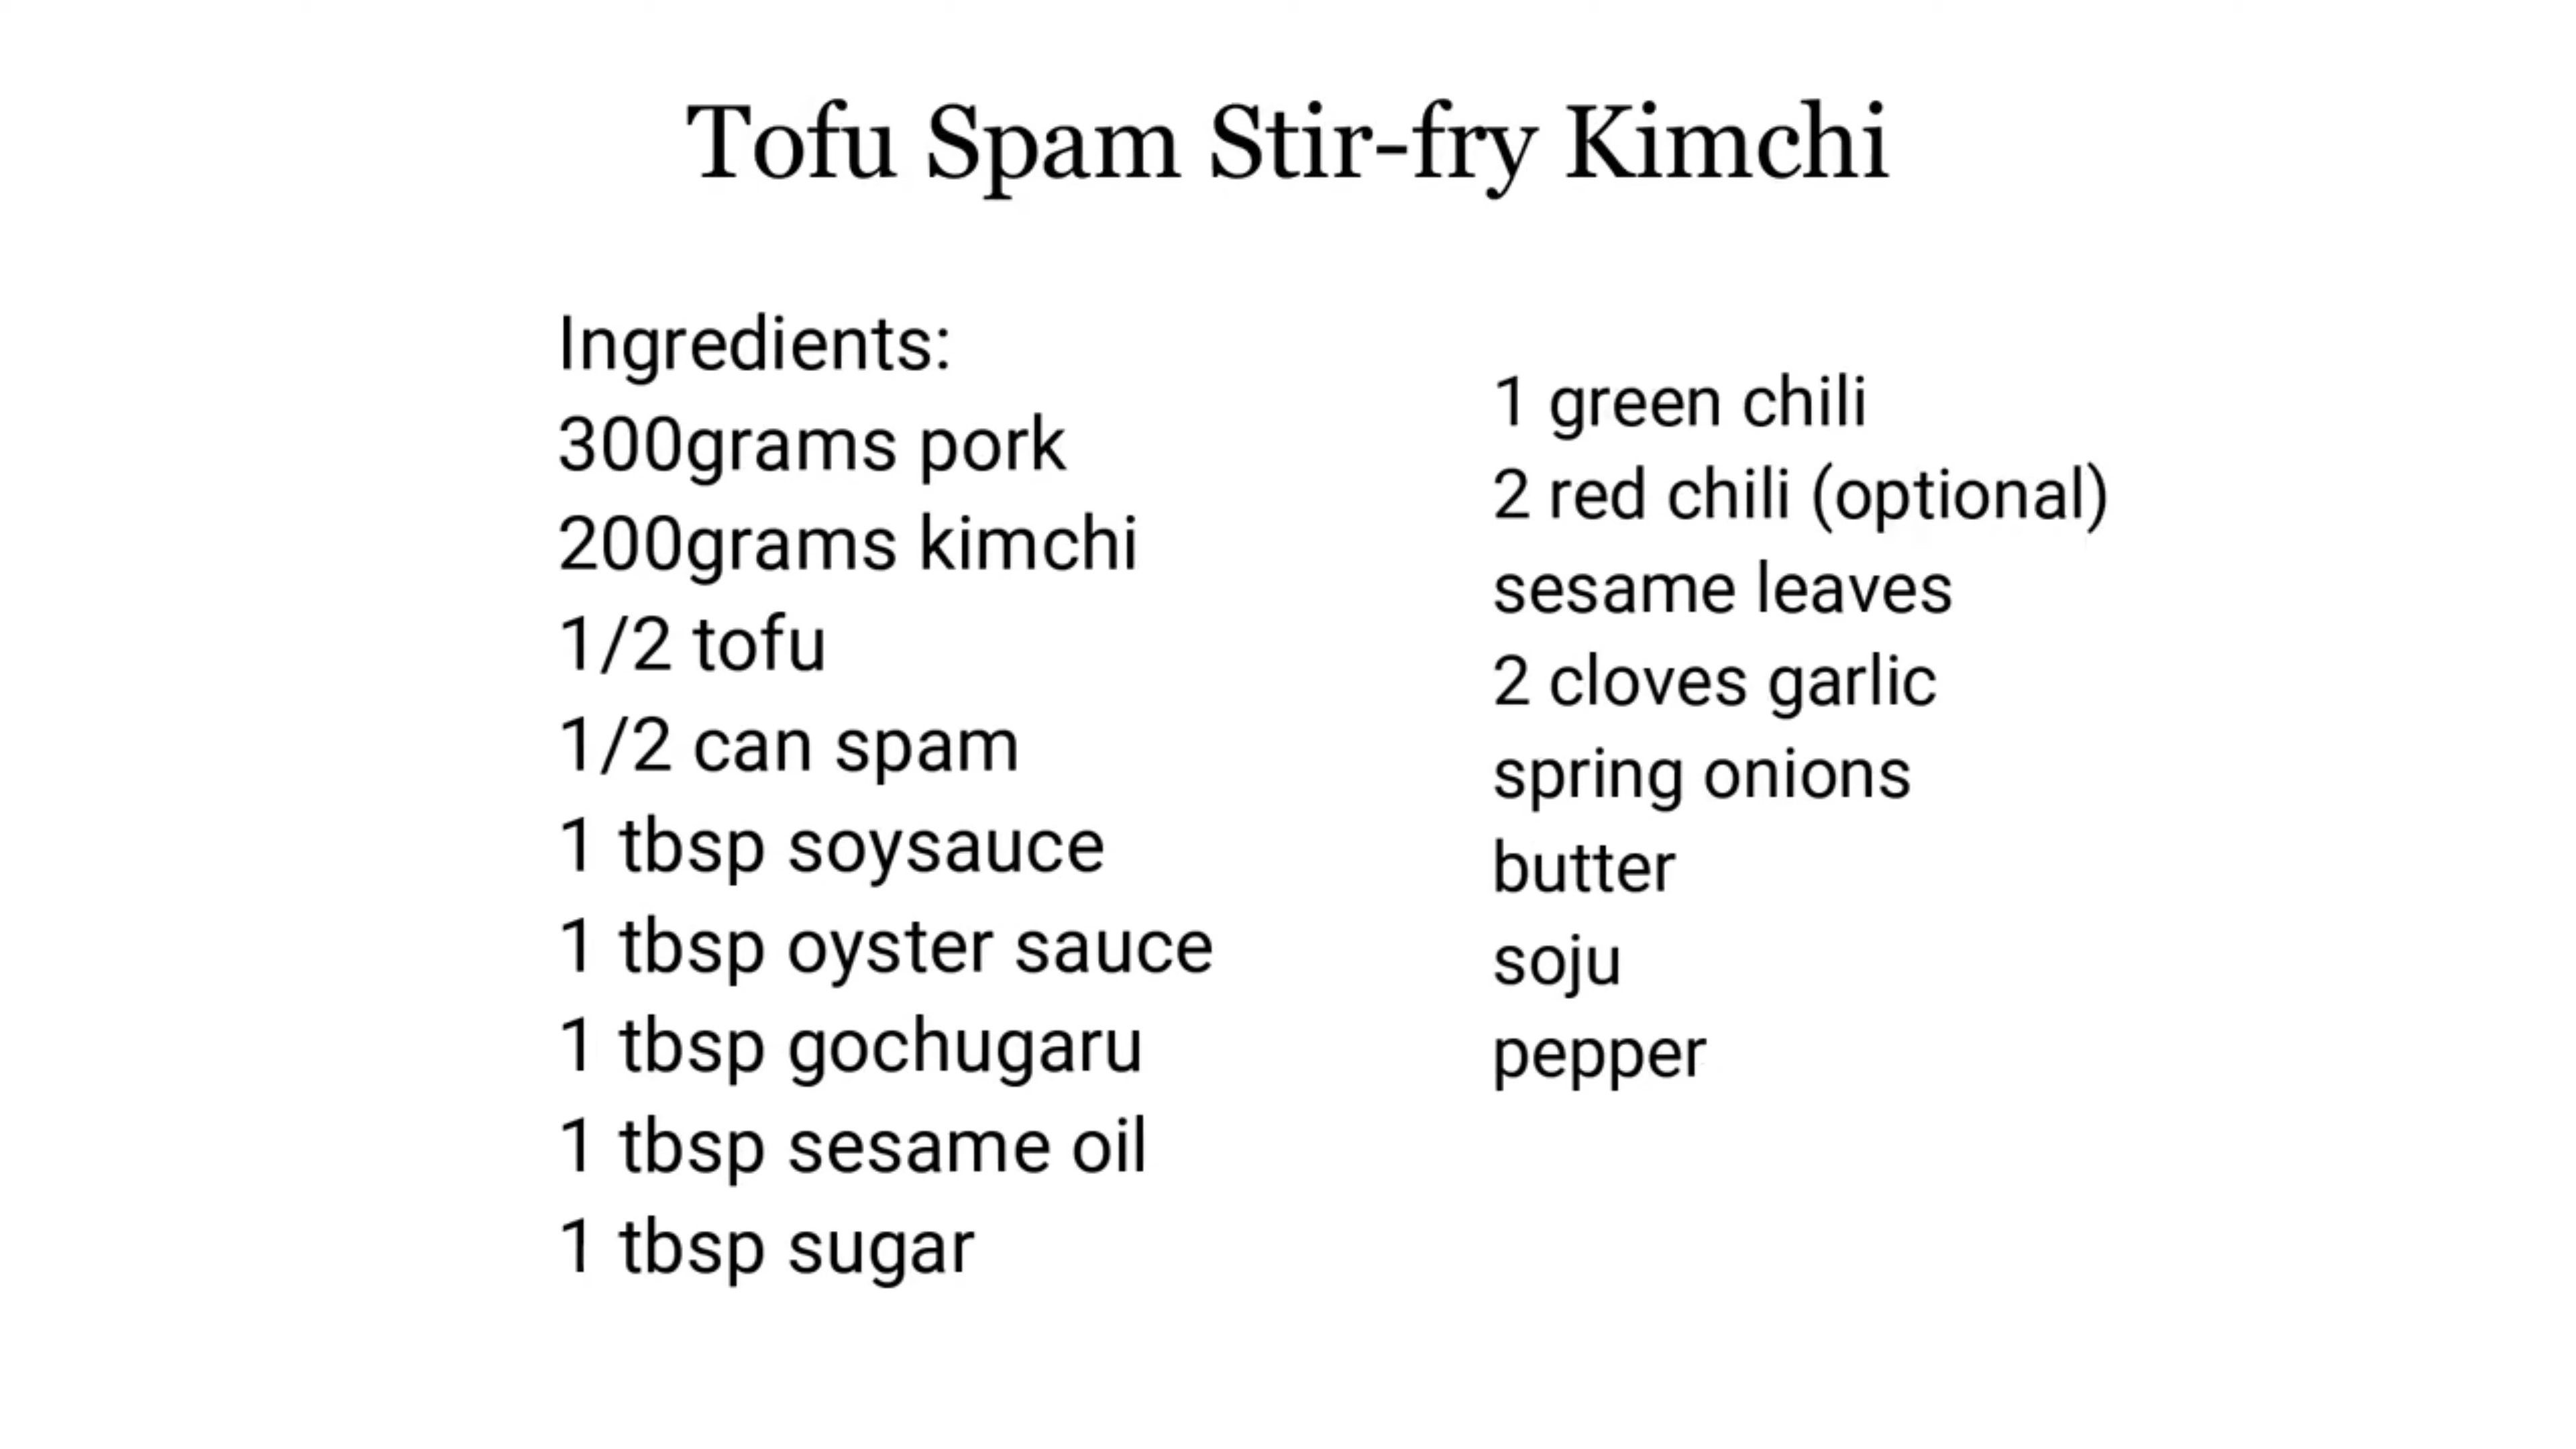 Tofu Spam Stir-fry Kimchi
Ingredients:
300grams pork
200grams kimchi
1/2 tofu
1/2 can spam
1 tbsp soysauce
1 tbsp oyster sauce
1 tbsp gochugaru
1 tbsp sesame oil
1 tbsp sugar
1 green chili
2 red chili (optional)
sesame leaves
2 cloves garlic
spring onions
butter
soju
pepper